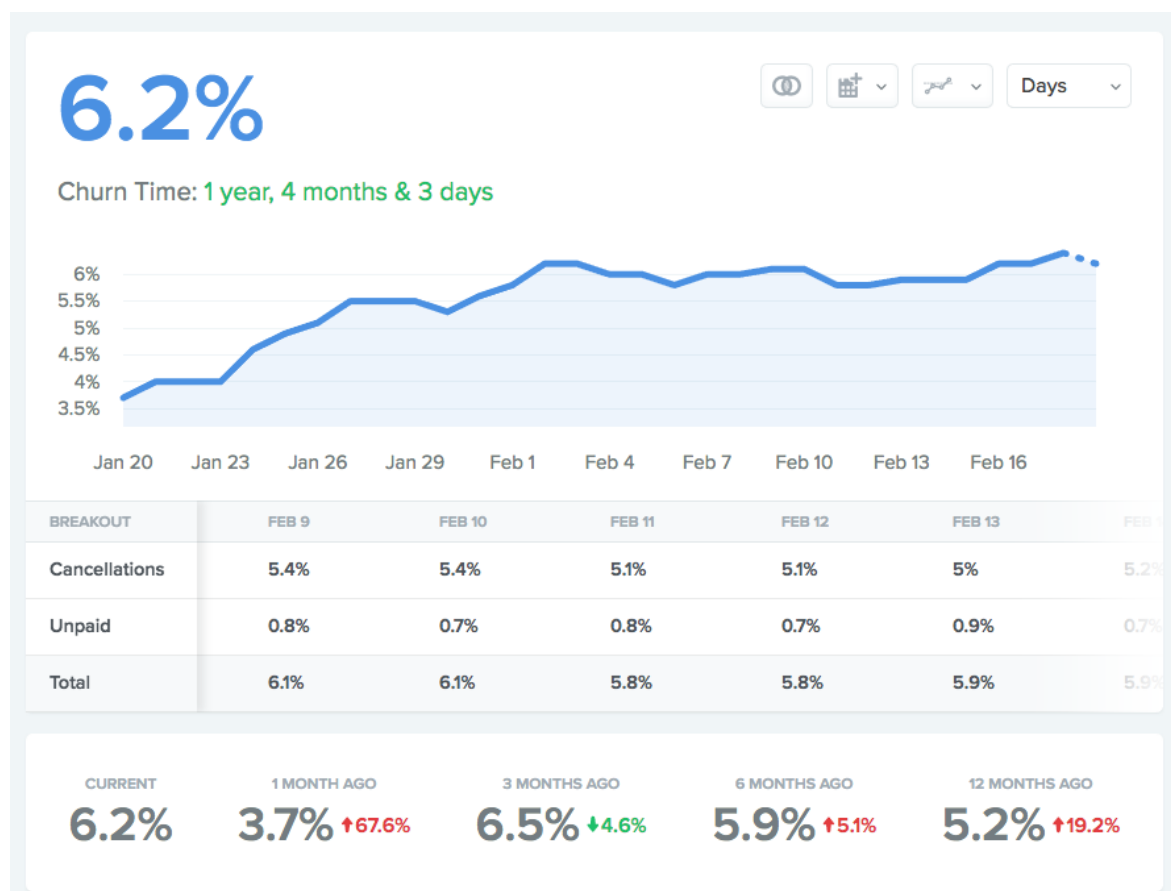 6.2%
Days
Churn Time: 1 year, 4 months & 3 days
6%
5.5%
5%
4.5%
4%
3.5%
Jan 20 Jan 23 Jan 26 Jan 29 Feb 1 Feb 4 Feb 7 Feb 10 Feb 13 Feb 16
BREAKOUT FEB 9 FEB 10 FEB 11 FEB 12 FEB 13 FEB
Cancellations 5.4% 5.4% 5.1% 5.1% 5% 5.2%
Unpaid 0.8% 0.7% 0.8% 0.7% 0.9% 0.7%
Total 6.1% 6.1% 5.8% 5.8% 5.9% 5.9%
CURRENT 1 MONTH AGO 3 MONTHS AGO 6 MONTHS AGO 12 MONTHS AGO
6.2% 3.7% ↑67.6% 6.5% ↓4.6% 5.9% ↑5.1% 5.2% ↑19.2%